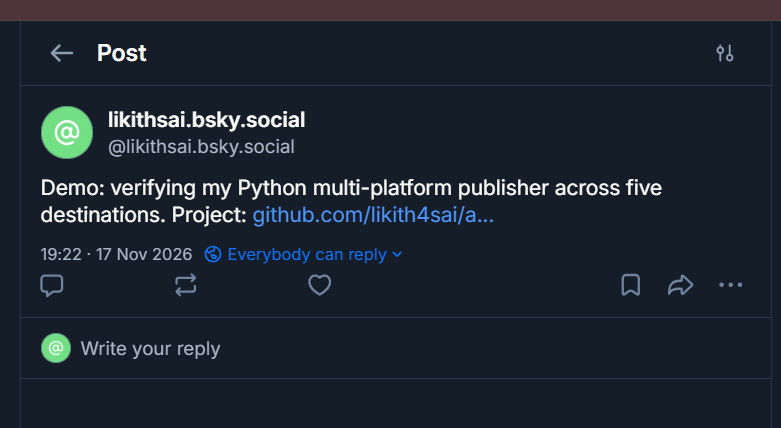 Post
@
likithsai.bsky.social
@likithsai.bsky.social
Demo: verifying my Python multi-platform publisher across five
destinations. Project: github.com/likith4sai/a...
19:22 · 17 Nov 2026 Everybody can reply
@ Write your reply